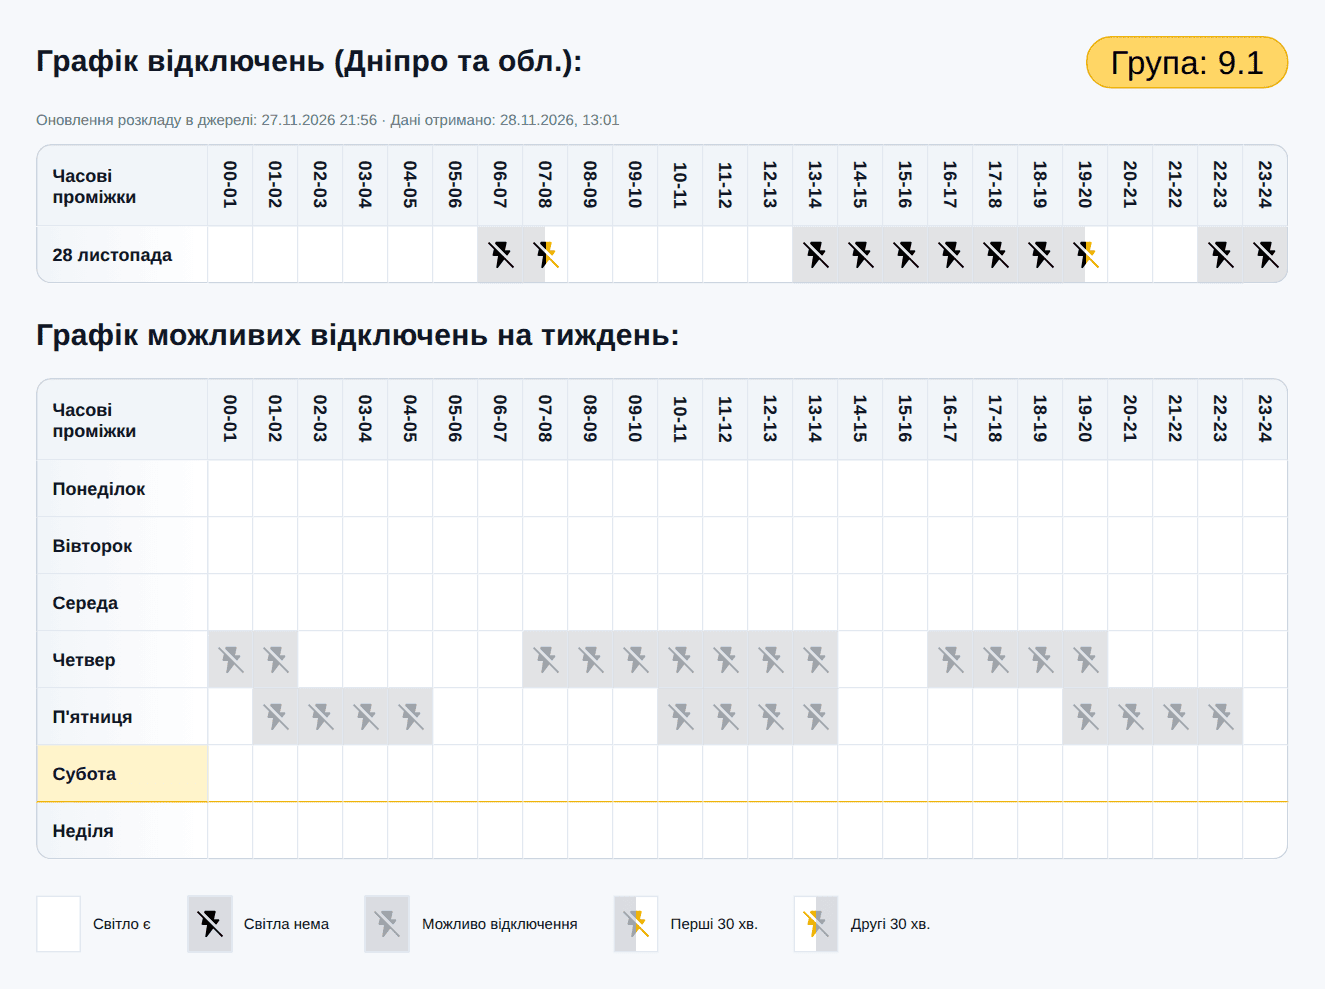 Графік відключень (Дніпро та обл.):
Група: 9.1
Оновлення розкладу в джерелі: 27.11.2026 21:56 · Дані отримано: 28.11.2026, 13:01
Часові
проміжки
00-01 01-02 02-03 03-04 04-05 05-06 06-07 07-08 08-09 09-10 10-11 11-12 12-13 13-14 14-15 15-16 16-17 17-18 18-19 19-20 20-21 21-22 22-23 23-24
28 листопада
Графік можливих відключень на тиждень:
Часові
проміжки
00-01 01-02 02-03 03-04 04-05 05-06 06-07 07-08 08-09 09-10 10-11 11-12 12-13 13-14 14-15 15-16 16-17 17-18 18-19 19-20 20-21 21-22 22-23 23-24
Понеділок
Вівторок
Середа
Четвер
П'ятниця
Субота
Неділя
Світло є
Світла нема
Можливо відключення
Перші 30 хв.
Другі 30 хв.